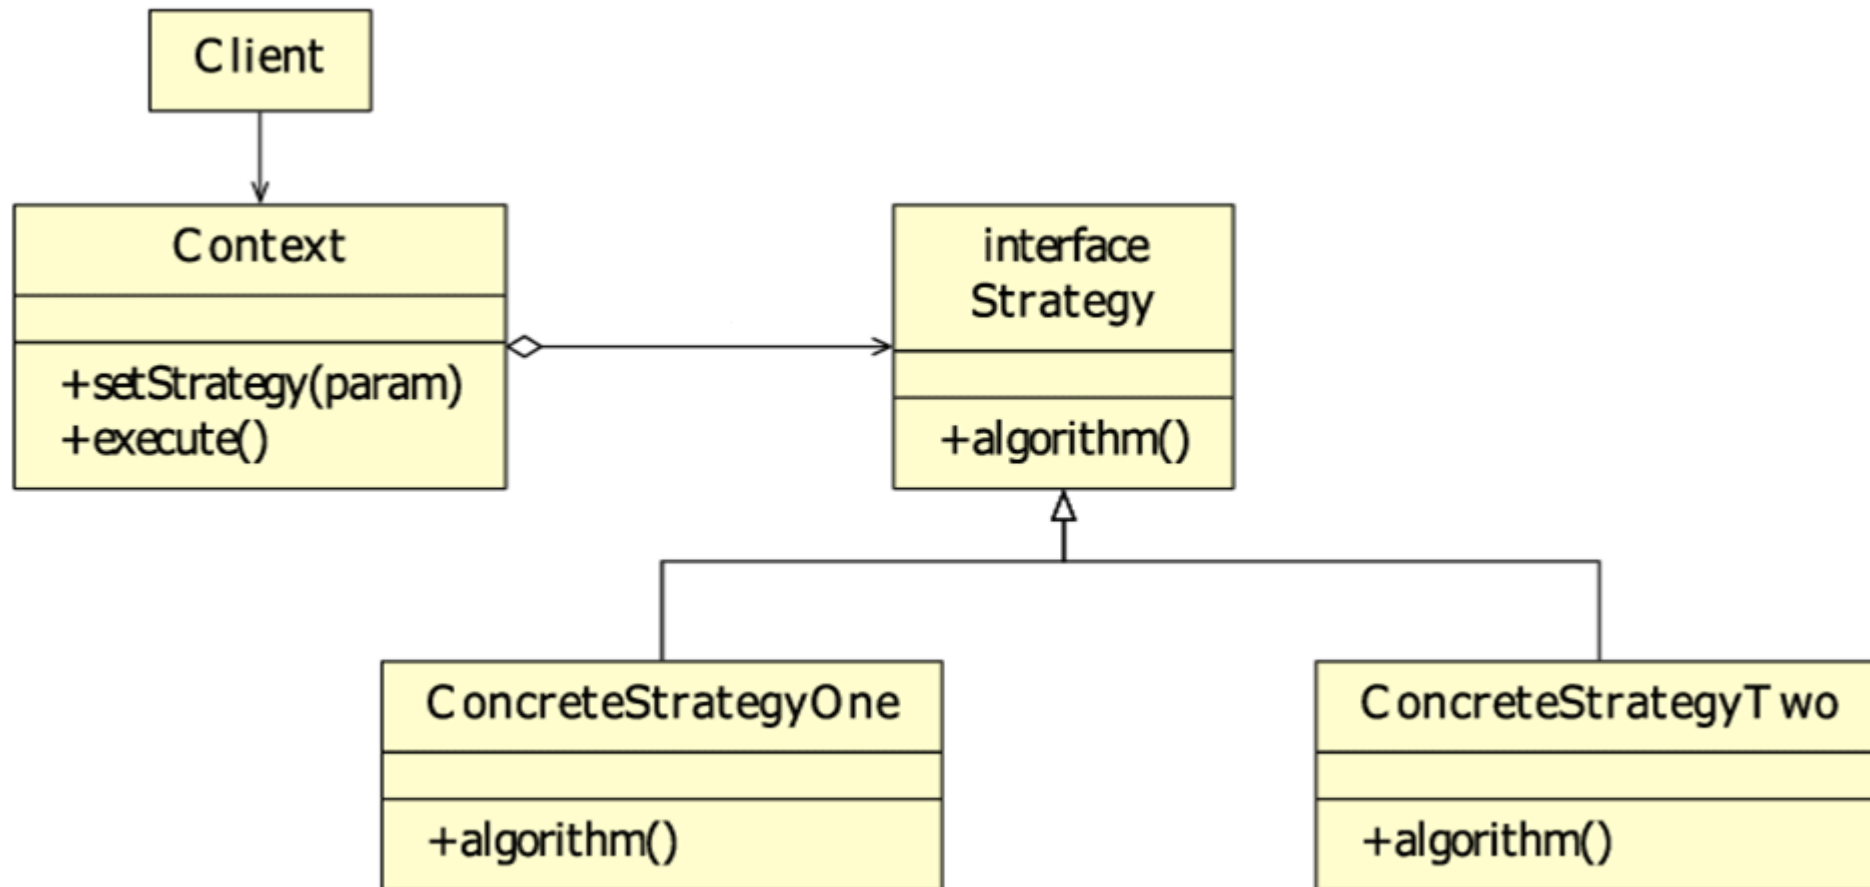 Client
Context
+setStrategy(param)
+execute()
interface
Strategy
+algorithm()
ConcreteStrategyOne
+algorithm()
ConcreteStrategyTwo
+algorithm()